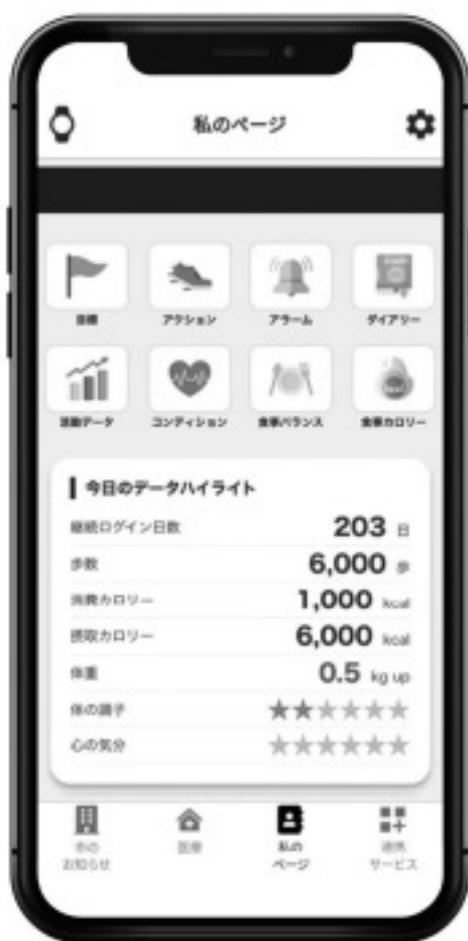 私のページ
目標
アクション
アラーム
ダイアリー
活動データ
コンディション
食事バランス
食事カロリー
今日のデータハイライト
継続ログイン日数 203 日
歩数 6,000 歩
消費カロリー 1,000 kcal
摂取カロリー 6,000 kcal
体重 0.5 kg up
体の調子
心の気分
市の
お知らせ
医療
私の
ページ
連携
サービス